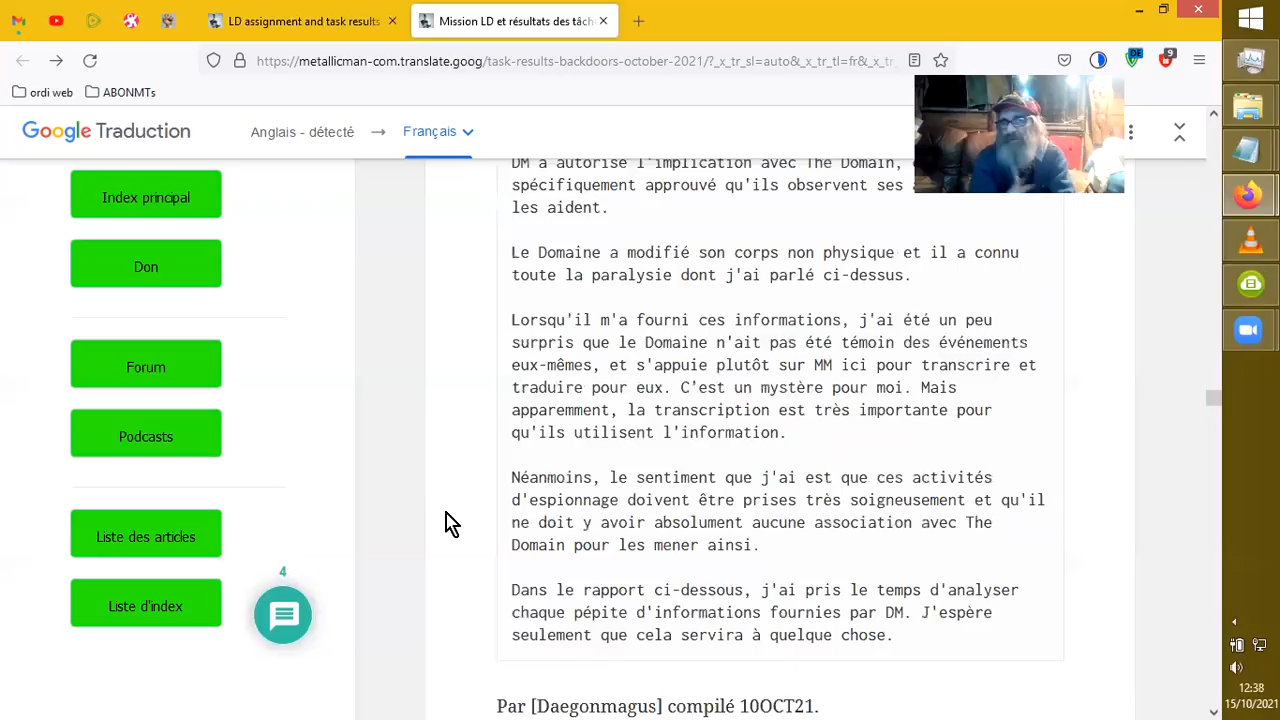 LD assignment and task results
Mission LD et résultats des tâch
https://metallicman-com.translate.goog/task-results-backdoors-october-2021/?_x_tr_sl=auto&_x_tr_tl=fr&_x_tr
DE
9
ordi web
ABONMTs
Google Traduction
Anglais - détecté
Français
Index principal
Don
Forum
Podcasts
Liste des articles
Liste d'index
4
DM a autorisé l'implication avec The Domain,
spécifiquement approuvé qu'ils observent ses
les aident.
Le Domaine a modifié son corps non physique et il a connu
toute la paralysie dont j'ai parlé ci-dessus.
Lorsqu'il m'a fourni ces informations, j'ai été un peu
surpris que le Domaine n'ait pas été témoin des événements
eux-mêmes, et s'appuie plutôt sur MM ici pour transcrire et
traduire pour eux. C'est un mystère pour moi. Mais
apparemment, la transcription est très importante pour
qu'ils utilisent l'information.
Néanmoins, le sentiment que j'ai est que ces activités
d'espionnage doivent être prises très soigneusement et qu'il
ne doit y avoir absolument aucune association avec The
Domain pour les mener ainsi.
Dans le rapport ci-dessous, j'ai pris le temps d'analyser
chaque pépite d'informations fournies par DM. J'espère
seulement que cela servira à quelque chose.
Par [Daegonmagus] compilé 10OCT21.
12:38
15/10/2021